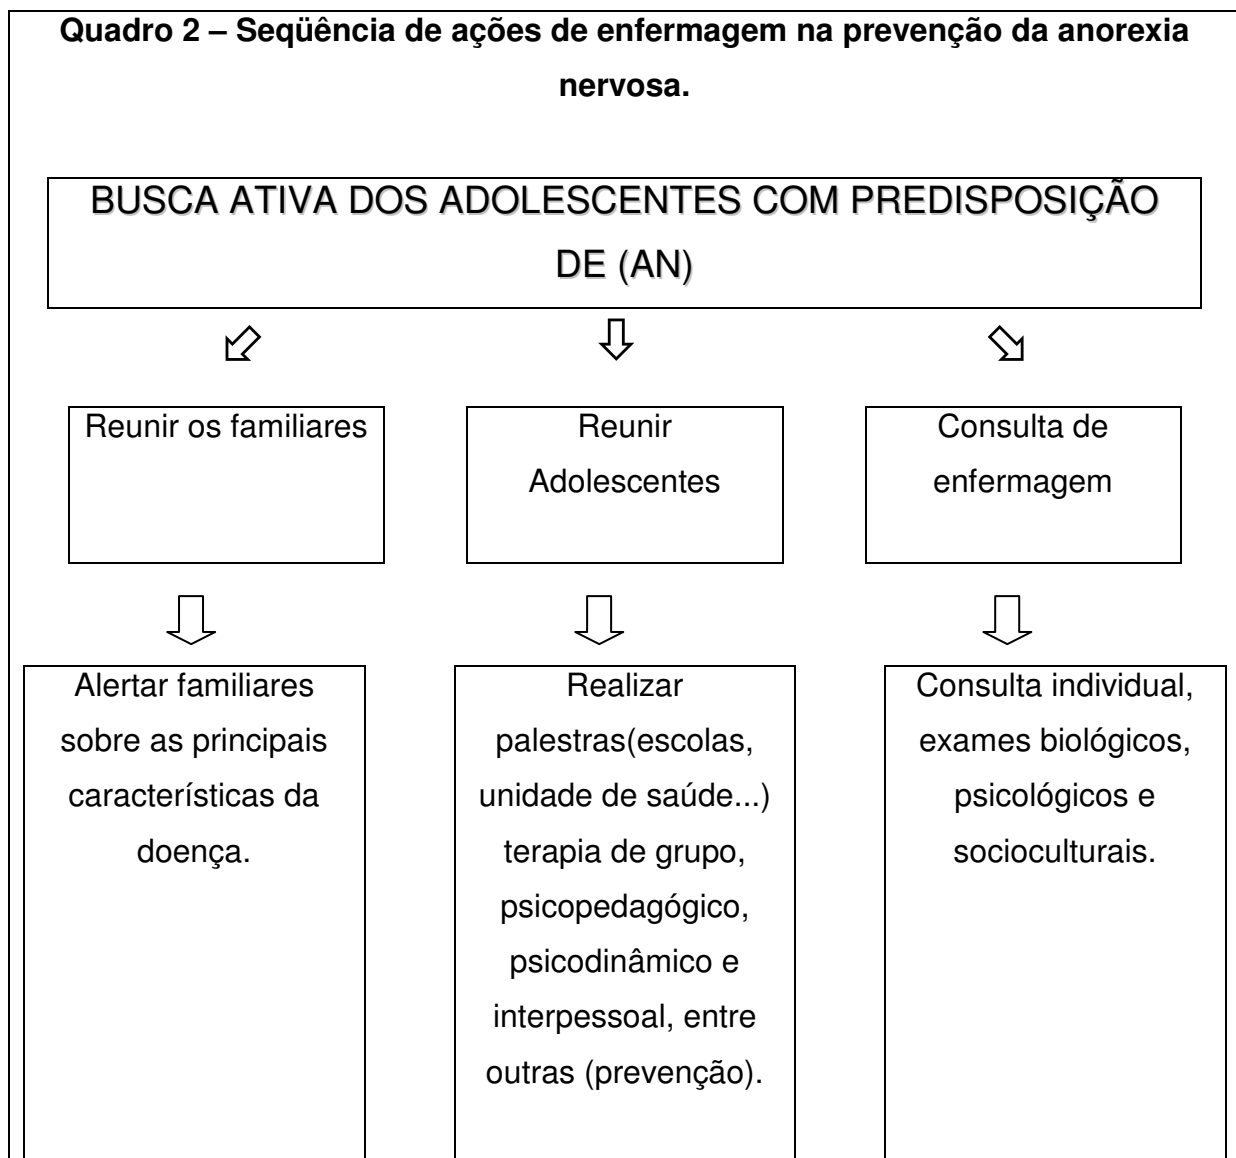 Quadro 2 – Seqüência de ações de enfermagem na prevenção da anorexia
nervosa.
BUSCA ATIVA DOS ADOLESCENTES COM PREDISPOSIÇÃO
DE (AN)
Reunir os familiares
Reunir
Adolescentes
Consulta de
enfermagem
Alertar familiares
sobre as principais
características da
doença.
Realizar
palestras(escolas,
unidade de saúde...)
terapia de grupo,
psicopedagógico,
psicodinâmico e
interpessoal, entre
outras (prevenção).
Consulta individual,
exames biológicos,
psicológicos e
socioculturais.